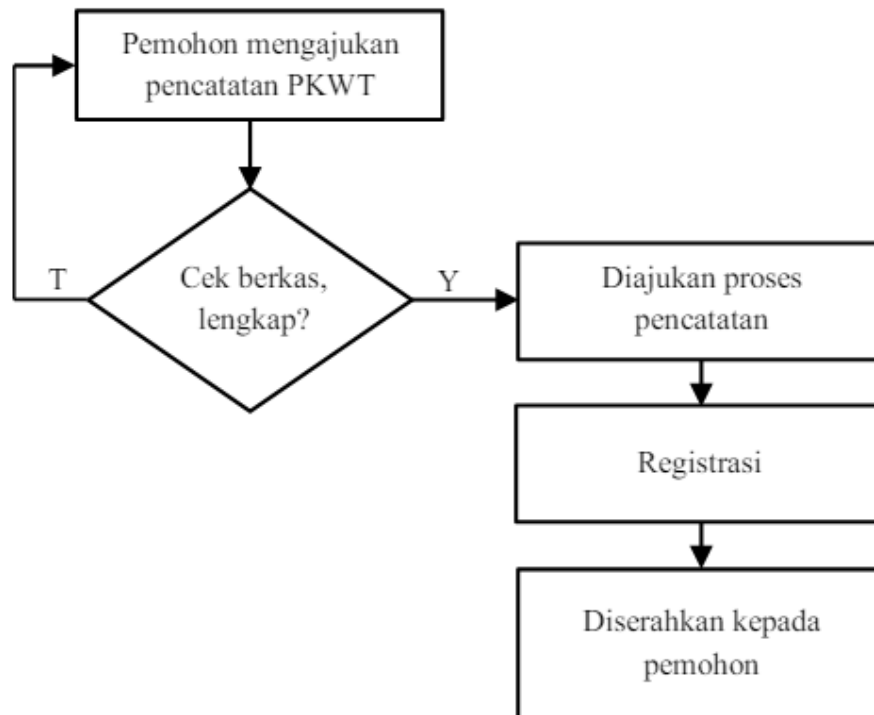 Pemohon mengajukan
pencatatan PKWT
Cek berkas,
lengkap?
T
Y
Diajukan proses
pencatatan
Registrasi
Diserahkan kepada
pemohon